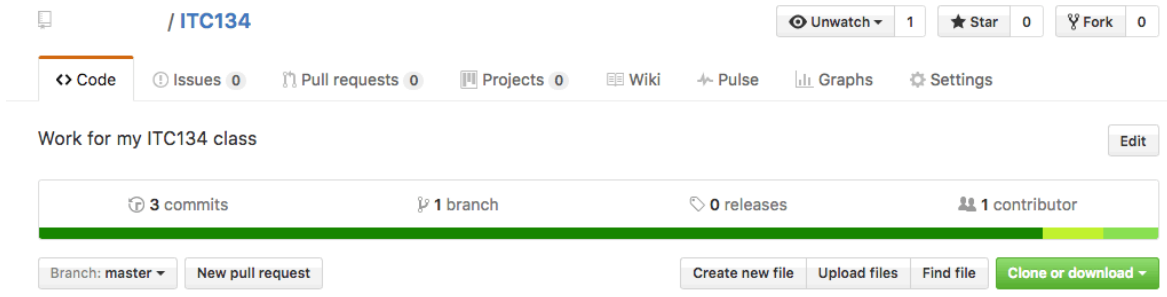 / ITC134 Unwatch 1 Star 0 Fork 0
Code Issues 0 Pull requests 0 Projects 0 Wiki Pulse Graphs Settings
Work for my ITC134 class Edit
3 commits 1 branch 0 releases 1 contributor
Branch: master New pull request Create new file Upload files Find file Clone or download